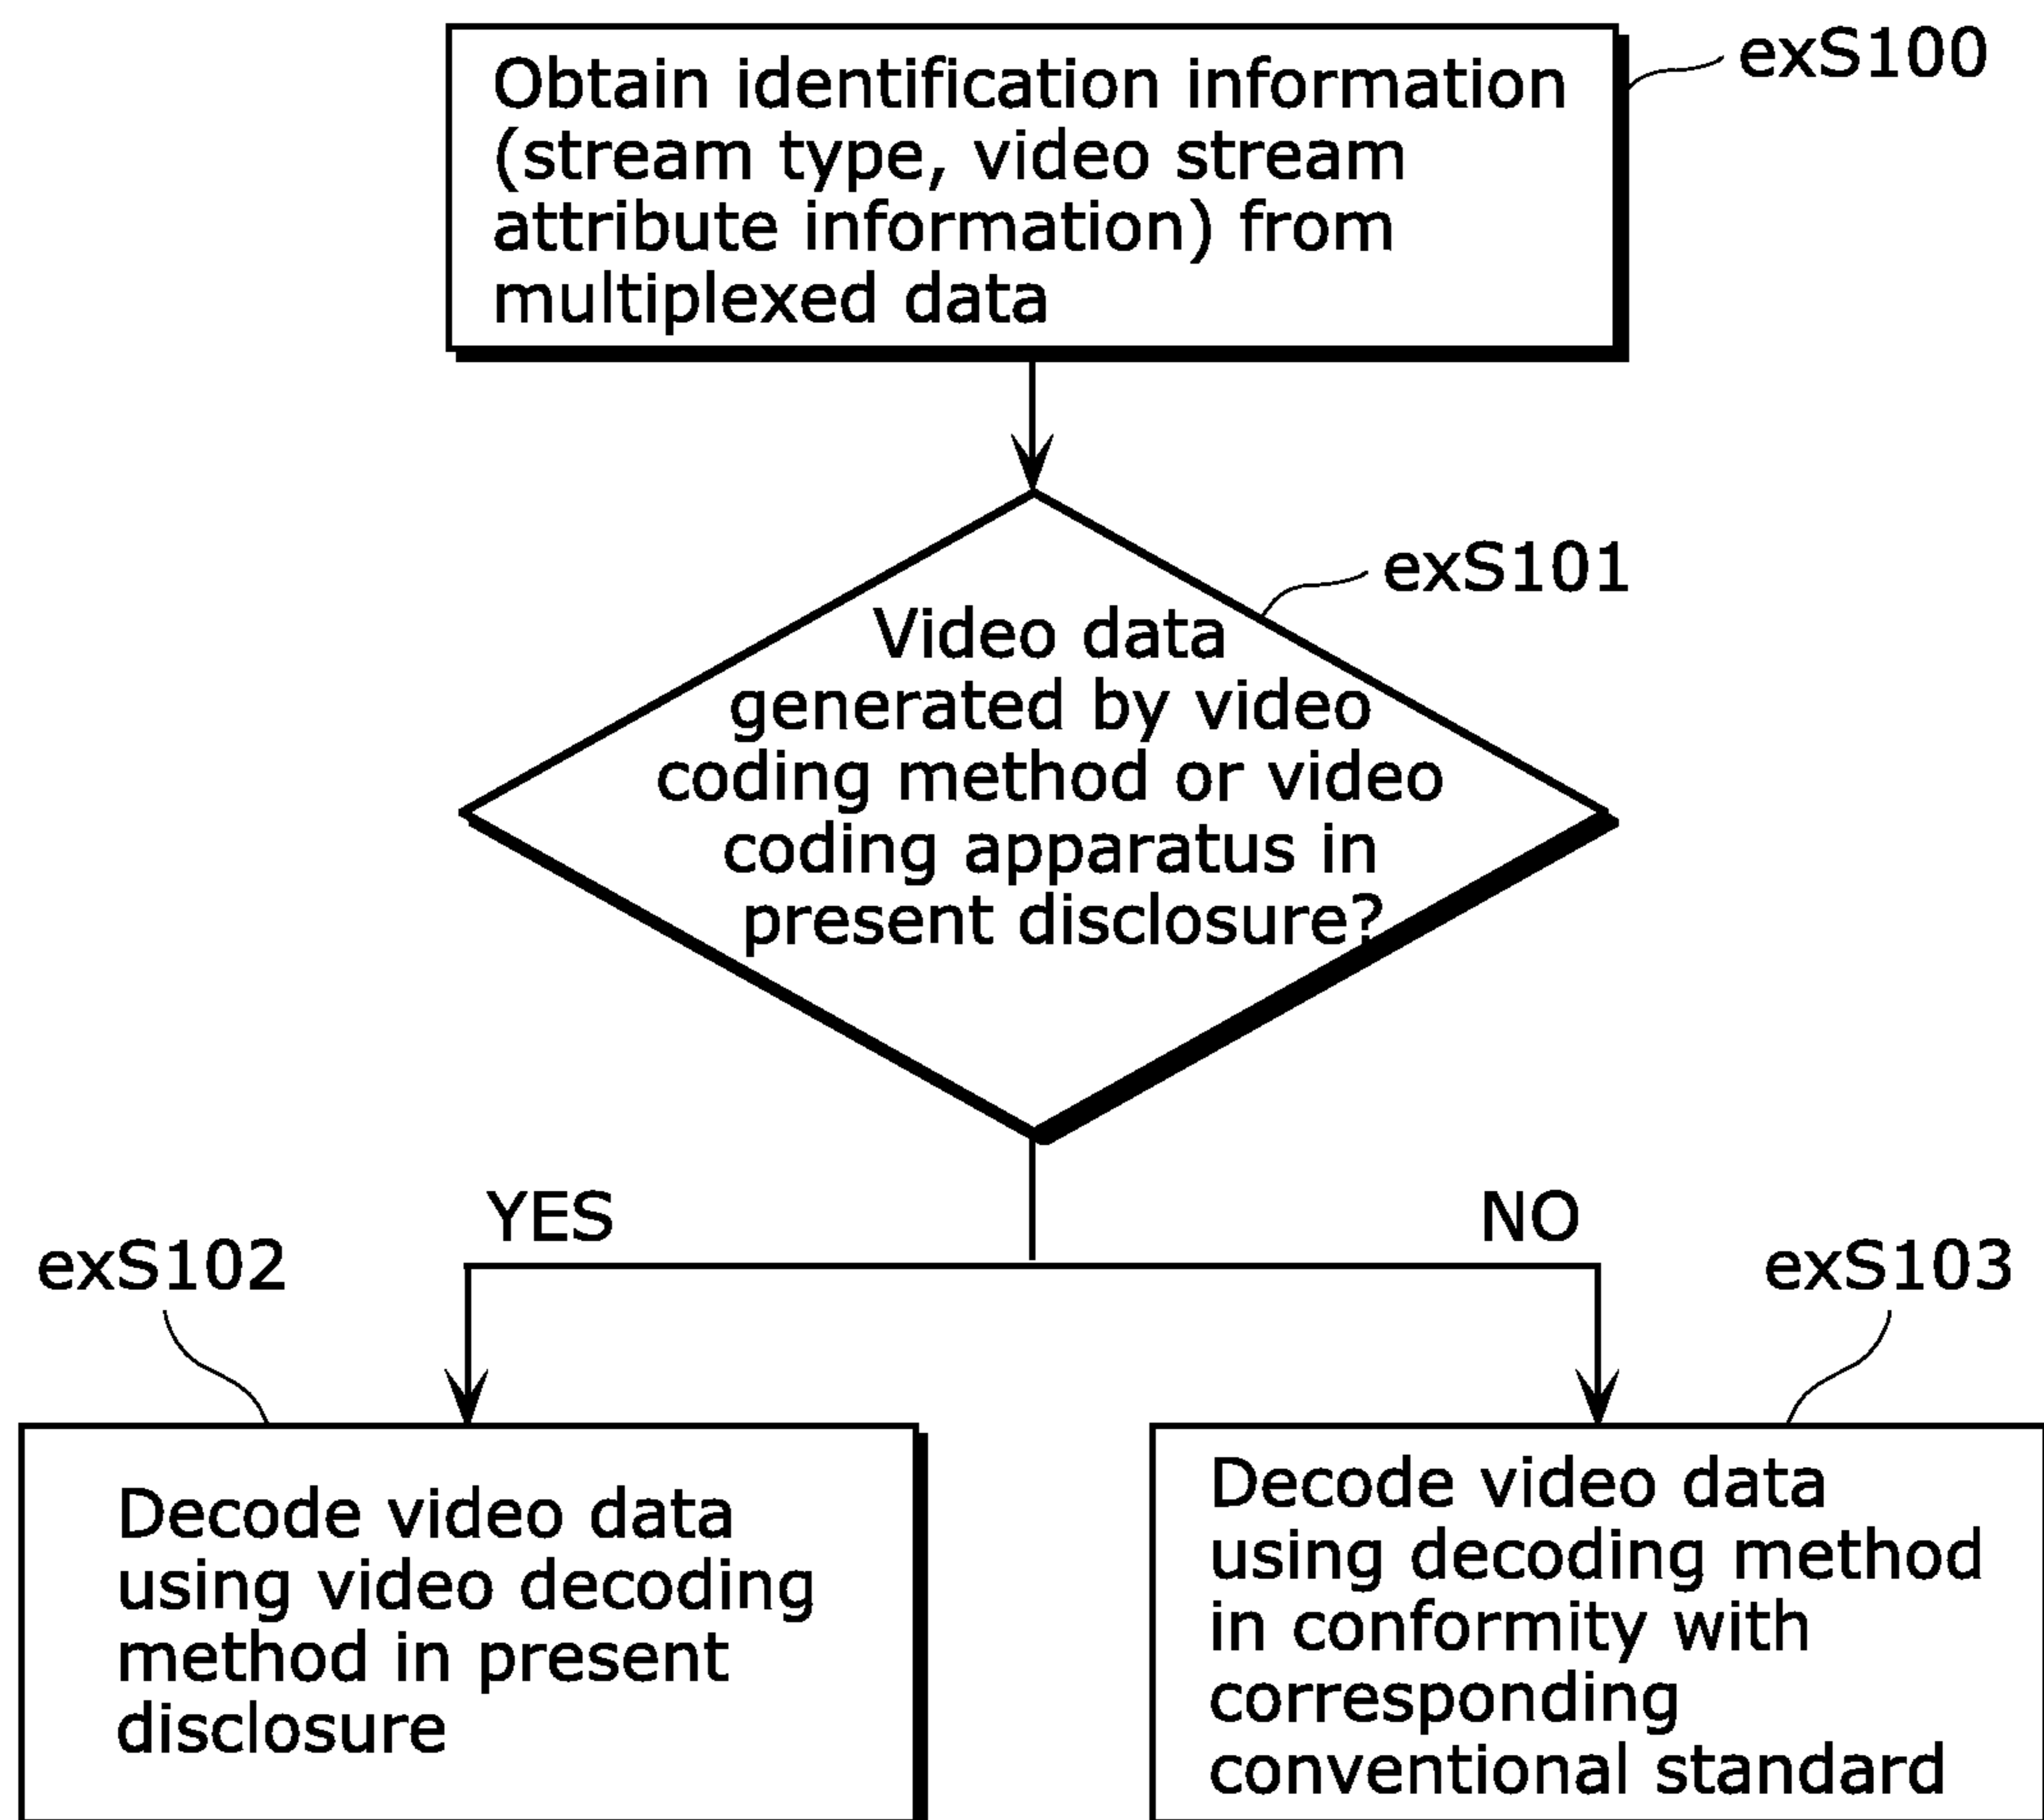 Obtain identification information
(stream type, video stream
attribute information) from
multiplexed data
exS100
exS101
Video data
generated by video
coding method or video
coding apparatus in
present disclosure?
YES
NO
exS102
exS103
Decode video data
using video decoding
method in present
disclosure
Decode video data
using decoding method
in conformity with
corresponding
conventional standard